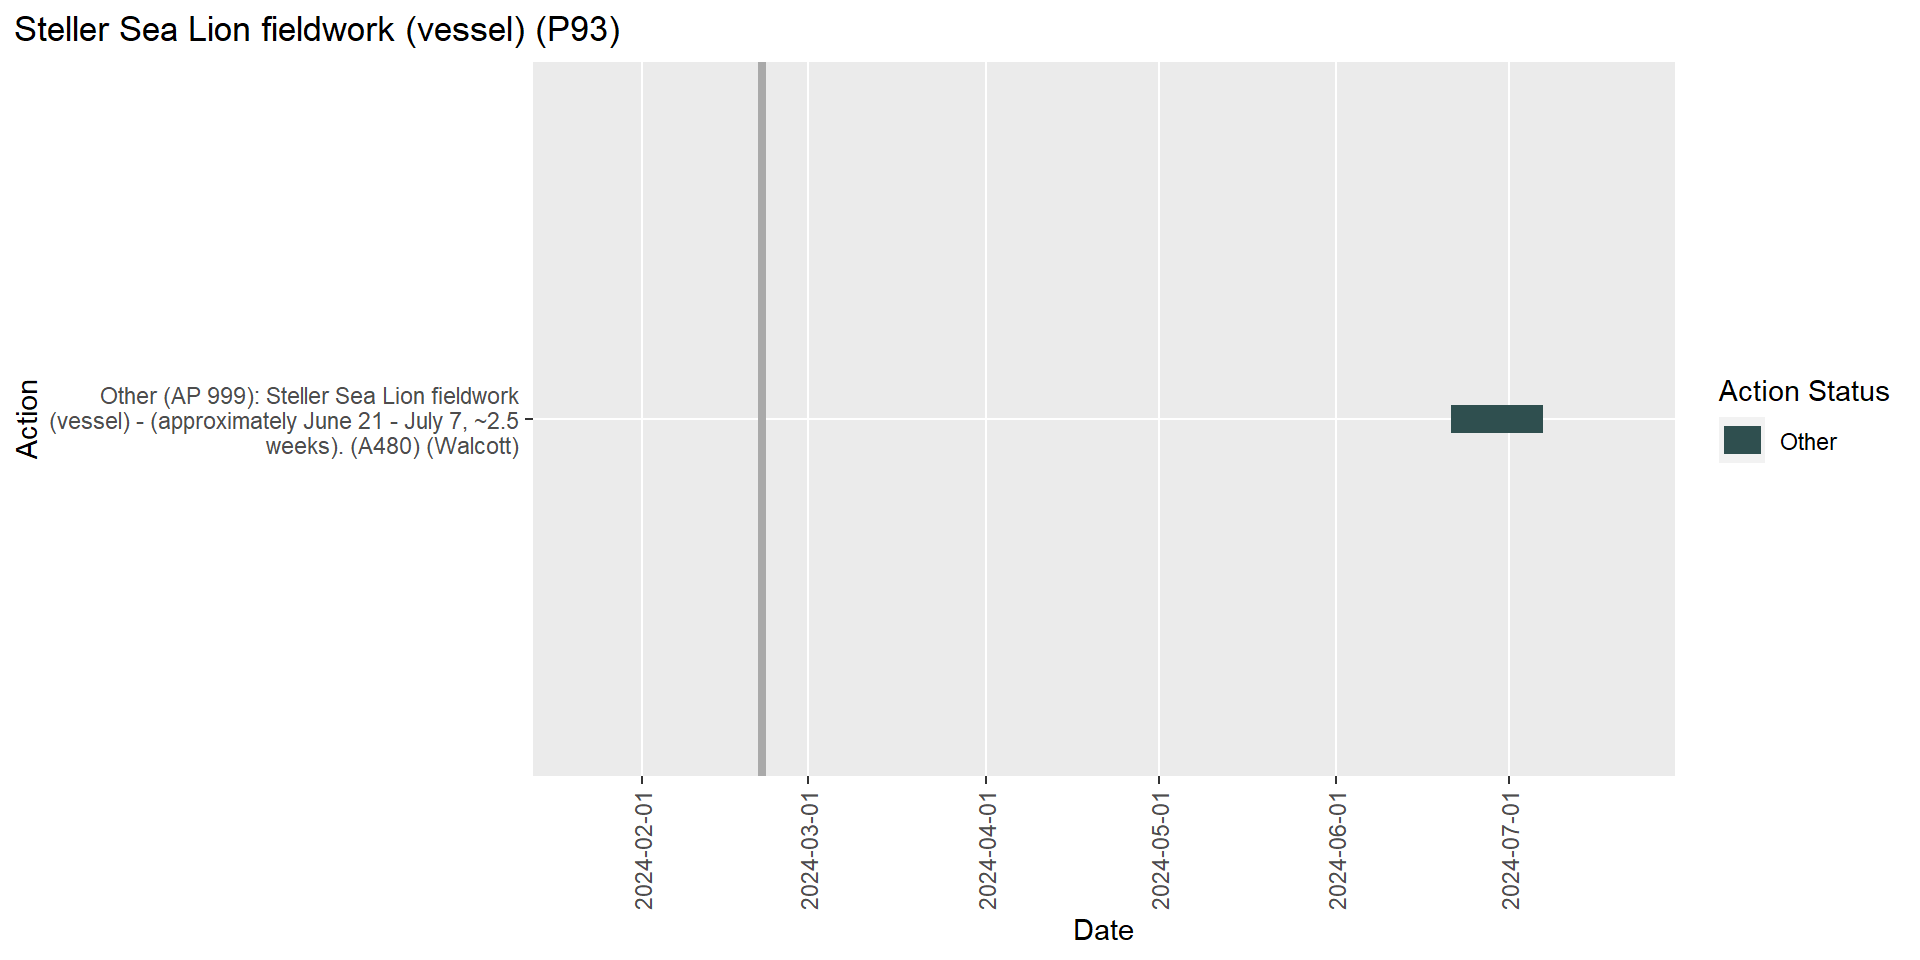 Steller Sea Lion fieldwork (vessel) (P93)
Action
Other (AP 999): Steller Sea Lion fieldwork
(vessel) - (approximately June 21 - July 7, ~2.5
weeks). (A480) (Walcott)
2024-02-01
2024-03-01
2024-04-01
2024-05-01
2024-06-01
2024-07-01
Date
Action Status
Other